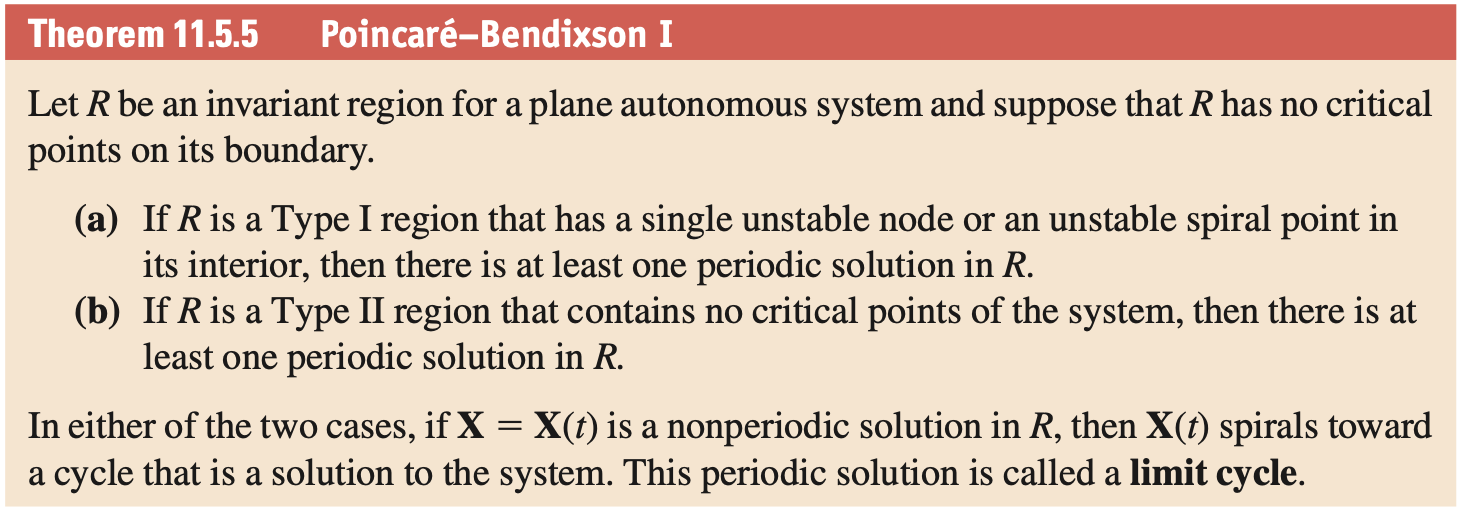 Theorem 11.5.5 Poincaré–Bendixson I
Let R be an invariant region for a plane autonomous system and suppose that R has no critical
points on its boundary.
(a) If R is a Type I region that has a single unstable node or an unstable spiral point in
its interior, then there is at least one periodic solution in R.
(b) If R is a Type II region that contains no critical points of the system, then there is at
least one periodic solution in R.
In either of the two cases, if X = X(t) is a nonperiodic solution in R, then X(t) spirals toward
a cycle that is a solution to the system. This periodic solution is called a limit cycle.